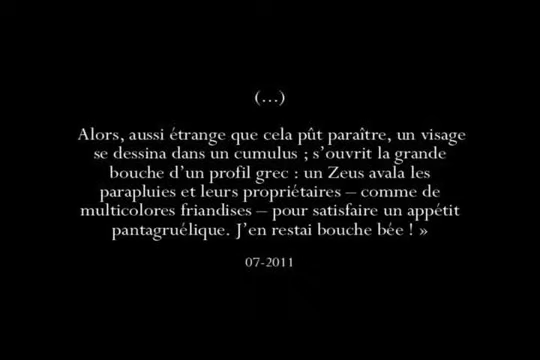 (…)
Alors, aussi étrange que cela pût paraître, un visage
se dessina dans un cumulus ; s’ouvrit la grande
bouche d’un profil grec : un Zeus avala les
parapluies et leurs propriétaires – comme de
multicolores friandises – pour satisfaire un appétit
pantagruélique. J’en restai bouche bée ! »
07-2011